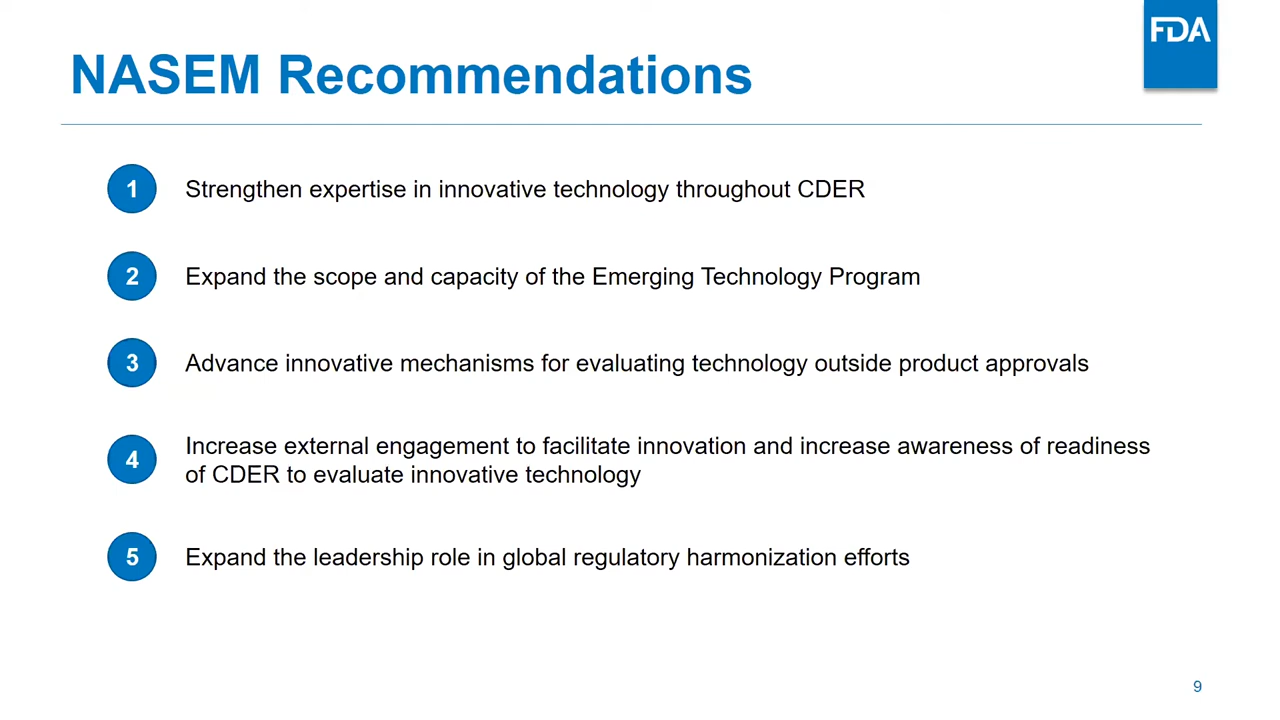 FDA
NASEM Recommendations
1
Strengthen expertise in innovative technology throughout CDER
2
Expand the scope and capacity of the Emerging Technology Program
3
Advance innovative mechanisms for evaluating technology outside product approvals
4
Increase external engagement to facilitate innovation and increase awareness of readiness
of CDER to evaluate innovative technology
5
Expand the leadership role in global regulatory harmonization efforts
9